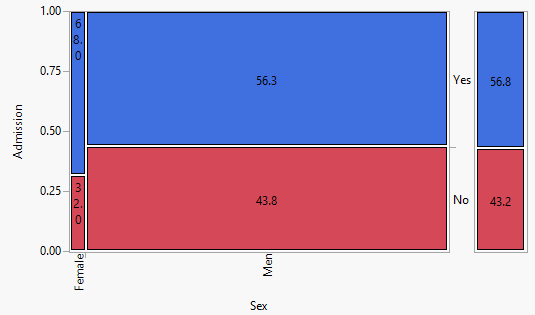 1.00
0.75
0.50
0.25
0.00
Admission
6
8.
0
3
2.
0
56.3
43.8
Yes
No
56.8
43.2
Female
Men
Sex